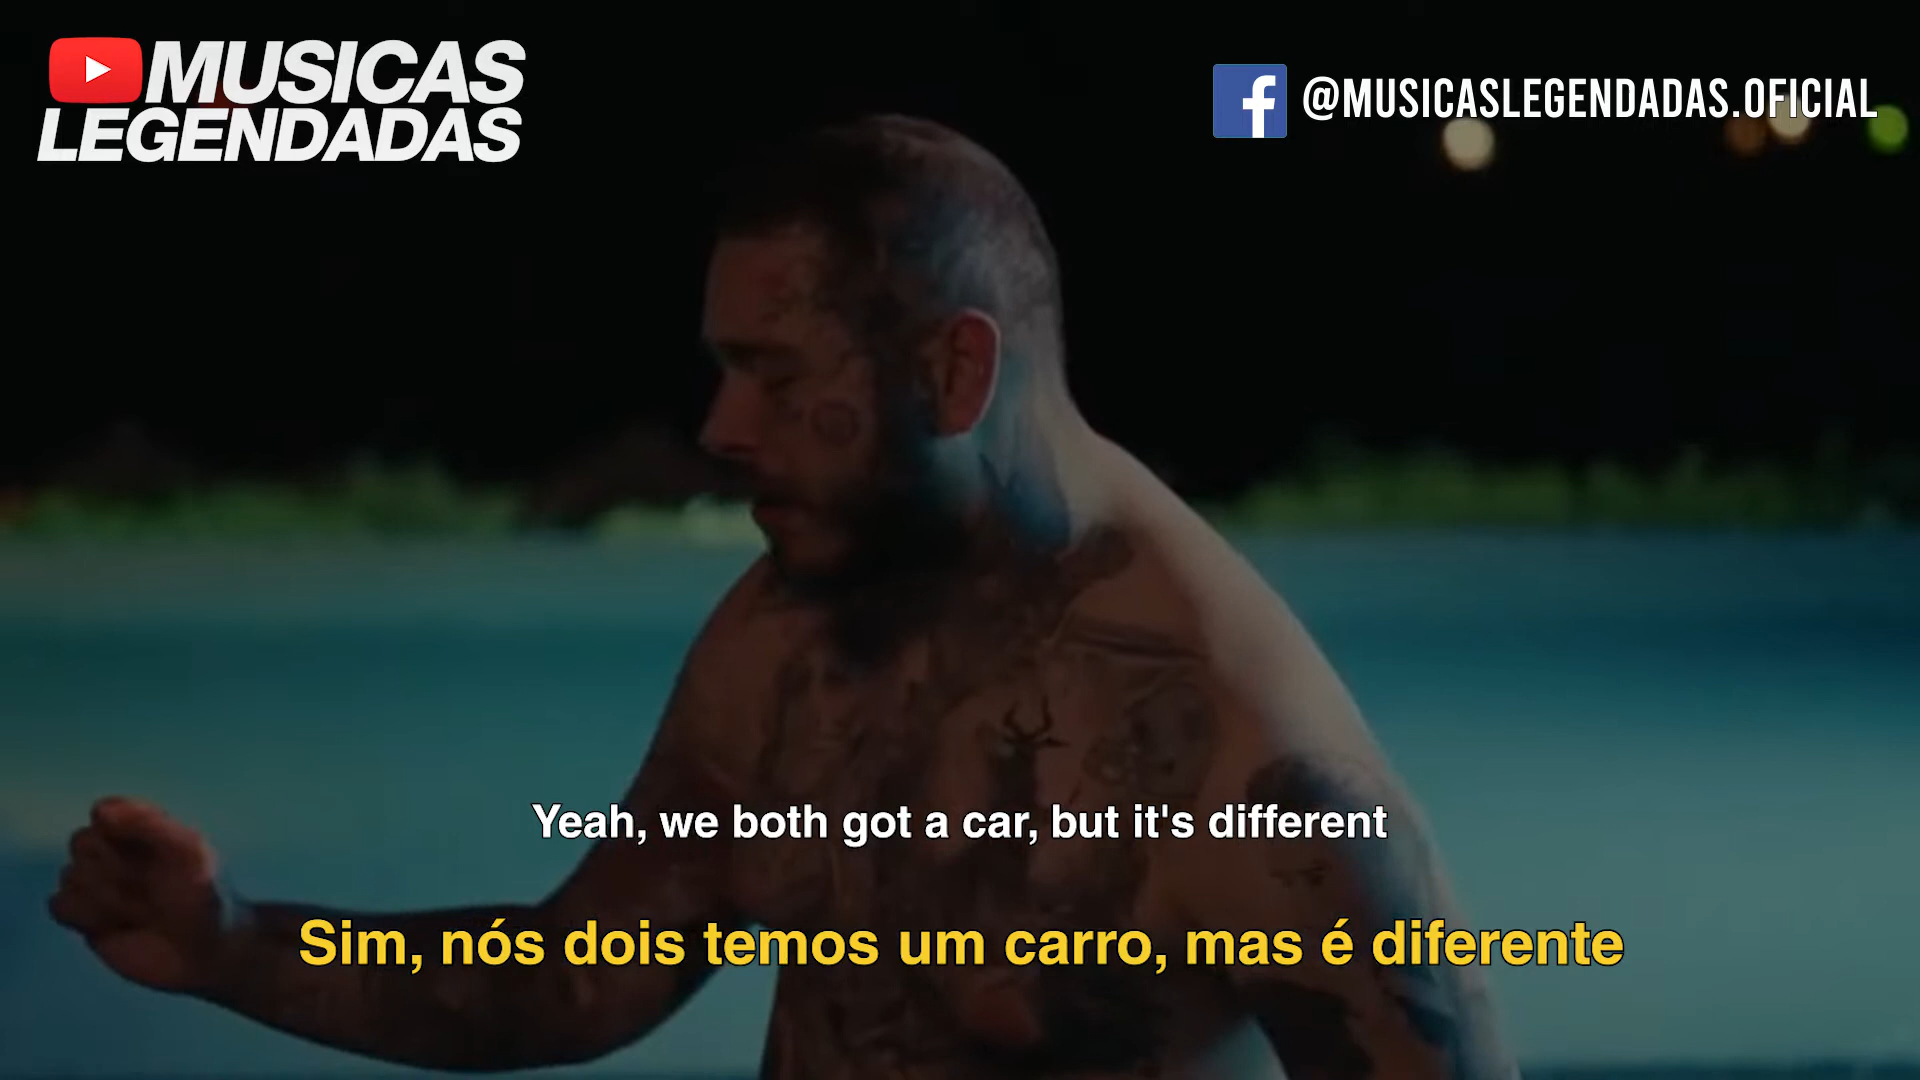 MUSICAS
LEGENDADAS
@MUSICASLEGENDADAS.OFICIAL
Yeah, we both got a car, but it's different
Sim, nós dois temos um carro, mas é diferente